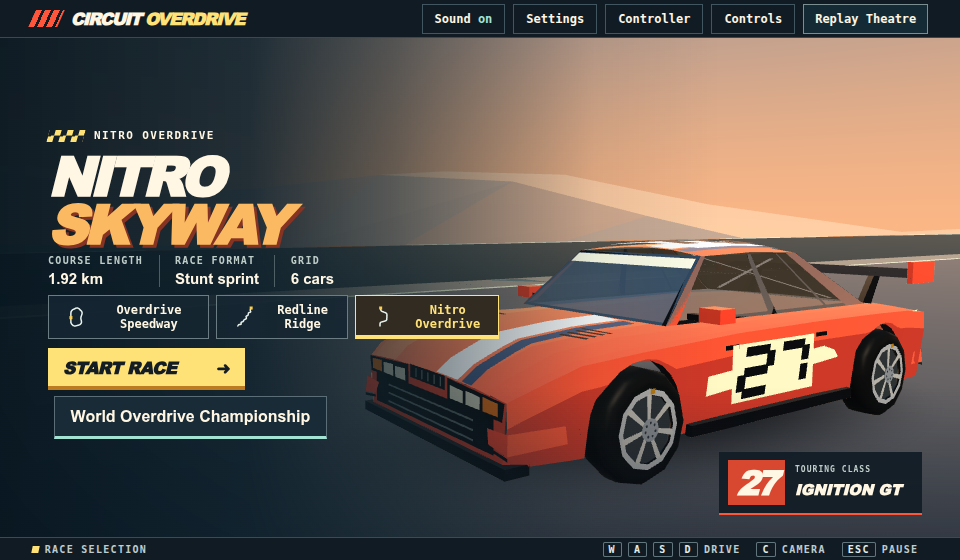 CIRCUIT OVERDRIVE
Sound on
Settings
Controller
Controls
Replay Theatre
NITRO OVERDRIVE
NITRO
SKYWAY
COURSE LENGTH
1.92 km
RACE FORMAT
Stunt sprint
GRID
6 cars
Overdrive
Speedway
Redline
Ridge
Nitro
Overdrive
START RACE →
World Overdrive Championship
27
27
TOURING CLASS
IGNITION GT
RACE SELECTION
W A S D DRIVE
C CAMERA
ESC PAUSE